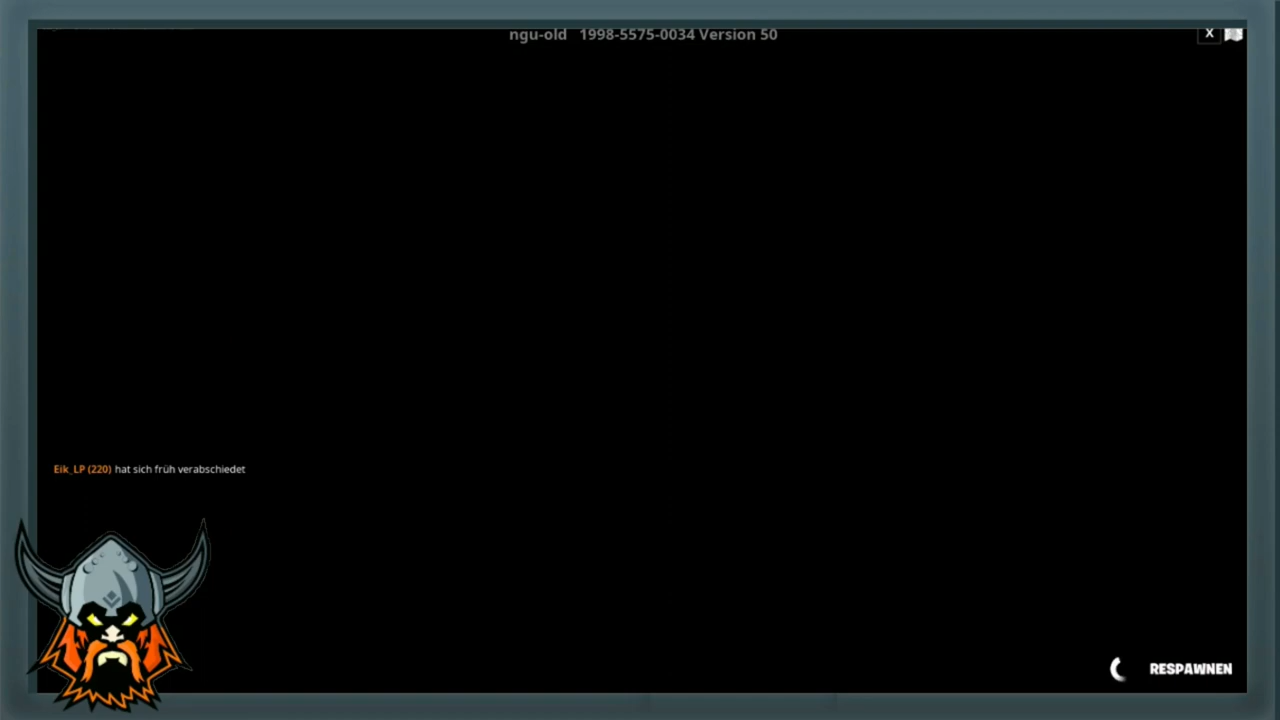 ngu-old 1998-5575-0034 Version 50
X
Eik_LP (220) hat sich früh verabschiedet
RESPAWNEN